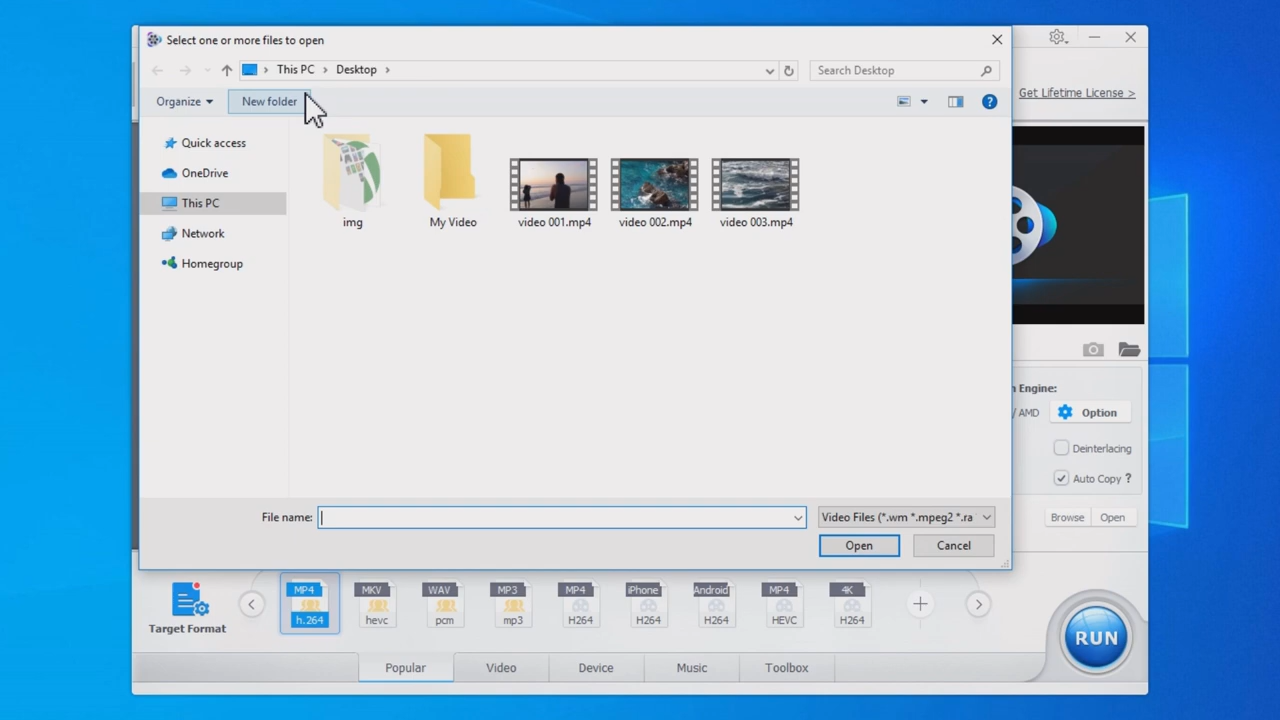 Select one or more files to open
This PC
Desktop
Search Desktop
Get Lifetime License >
Organize
New folder
Quick access
OneDrive
This PC
Network
Homegroup
img
My Video
video 001.mp4
video 002.mp4
video 003.mp4
Engine:
/ AMD
Option
Deinterlacing
Auto Copy ?
File name:
Video Files (*.wm *.mpeg2 *.ra
Browse
Open
Open
Cancel
Target Format
MP4
h.264
MKV
hevc
WAV
pcm
MP3
mp3
MP4
H264
iPhone
H264
Android
H264
MP4
HEVC
4K
H264
RUN
Popular
Video
Device
Music
Toolbox